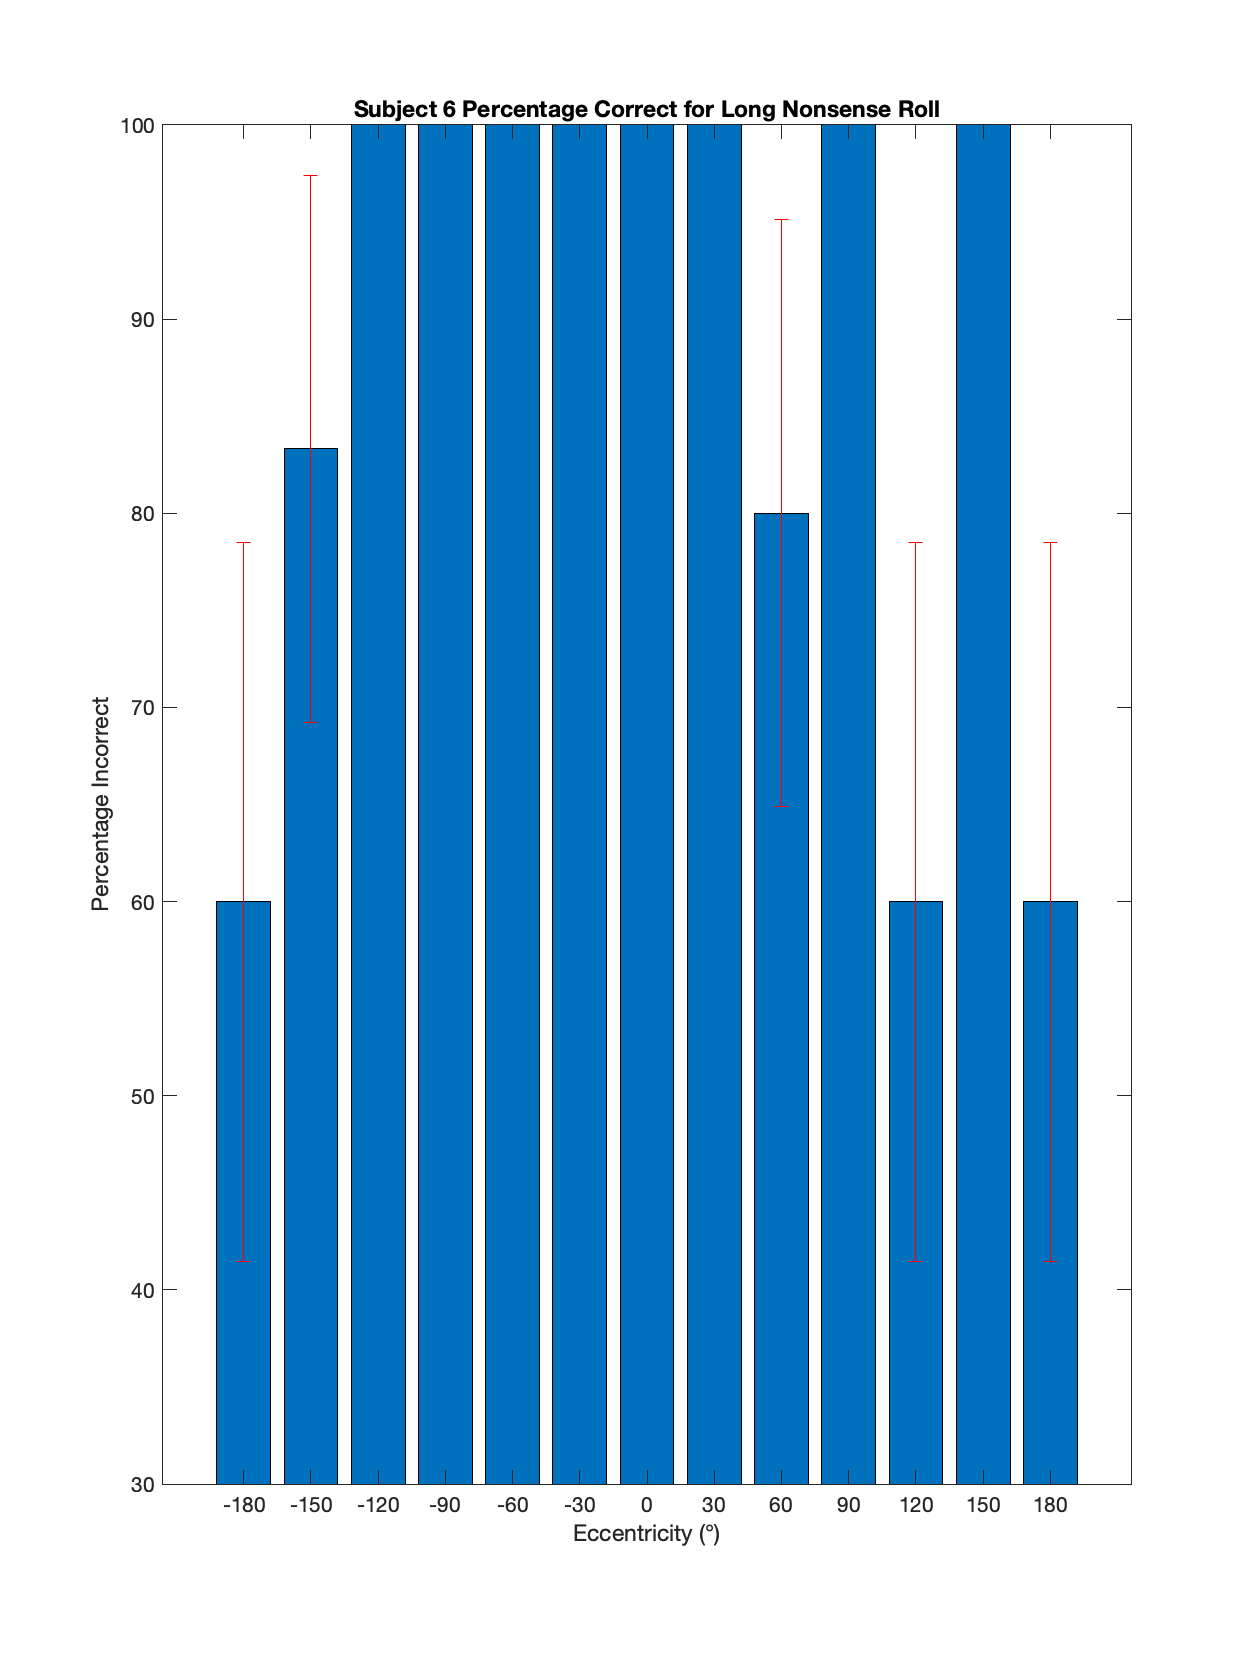 Subject 6 Percentage Correct for Long Nonsense Roll
100
90
80
70
60
50
40
30
Percentage Incorrect
-180 -150 -120 -90 -60 -30 0 30 60 90 120 150 180
Eccentricity (°)